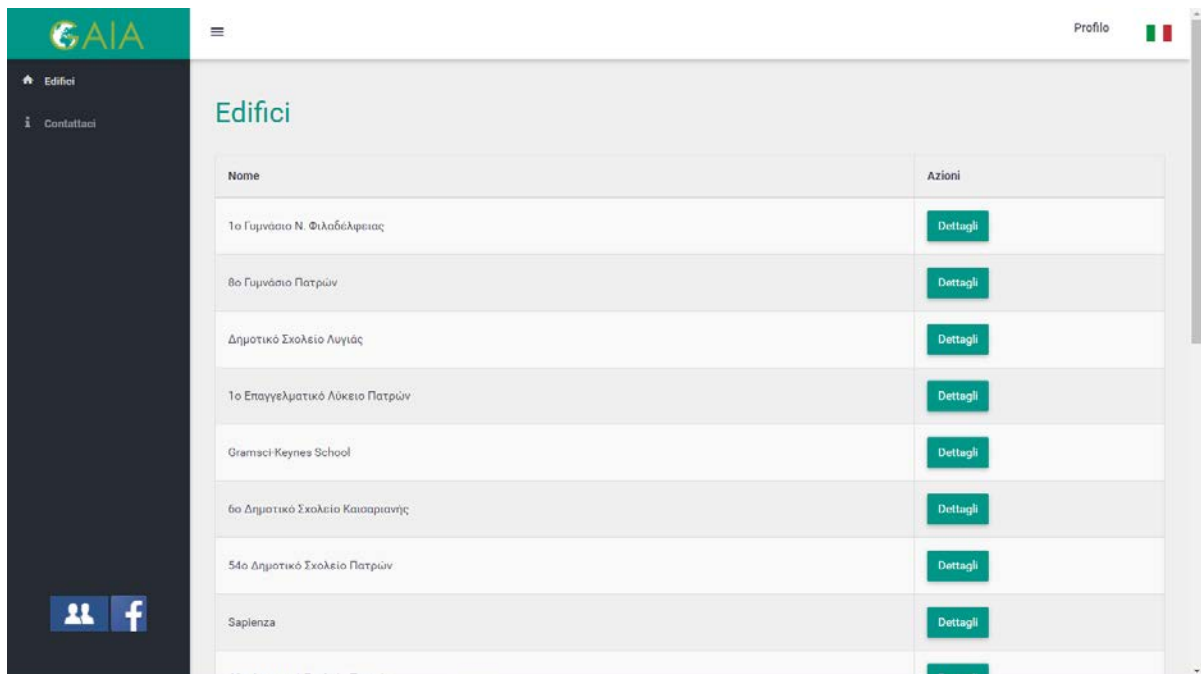 GAIA
Profilo
Edifici
Contattaci
Edifici
Nome Azioni
1ο Γυμνάσιο Ν. Φιλαδέλφειας Dettagli
8ο Γυμνάσιο Πατρών Dettagli
Δημοτικό Σχολείο Λυγιάς Dettagli
1ο Επαγγελματικό Λύκειο Πατρών Dettagli
Gramsci-Keynes School Dettagli
6ο Δημοτικό Σχολείο Καισαριανής Dettagli
54ο Δημοτικό Σχολείο Πατρών Dettagli
Sapienza Dettagli